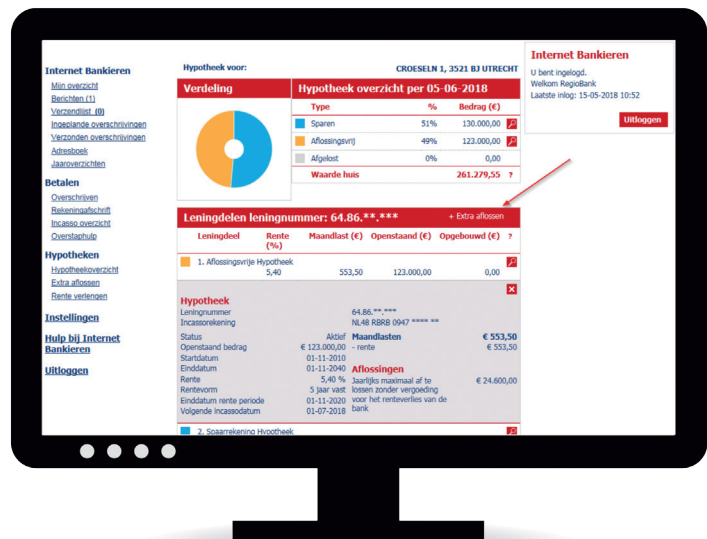 Internet Bankieren
Mijn overzicht
Berichten (1)
Verzendlijst (0)
Ingeplande overschrijvingen
Verzonden overschrijvingen
Adresboek
Jaaroverzichten
Betalen
Overschrijven
Rekeningafschrift
Incasso overzicht
Overstaphulp
Hypotheken
Hypotheekoverzicht
Extra aflossen
Rente verlengen
Instellingen
Hulp bij Internet
Bankieren
Uitloggen
Hypotheek voor: CROESELN 1, 3521 BJ UTRECHT
Verdeling
Hypotheek overzicht per 05-06-2018
Type % Bedrag (€)
Sparen 51% 130.000,00
Aflossingsvrij 49% 123.000,00
Afgelost 0% 0,00
Waarde huis 261.279,55 ?
Leningdelen leningnummer: 64.86.**.*** + Extra aflossen
Leningdeel Rente Maandlast (€) Openstaand (€) Opgebouwd (€) ?
(%)
1. Aflossingsvrije Hypotheek
5,40 553,50 123.000,00 0,00
Hypotheek
Leningnummer 64.86.**.***
Incassorekening NL48 RBRB 0947 **** **
Status Aktief
Openstaand bedrag € 123.000,00
Startdatum 01-11-2010
Einddatum 01-11-2040
Rente 5,40 %
Rentevorm 5 jaar vast
Einddatum rente periode 01-11-2020
Volgende incassodatum 01-07-2018
Maandlasten € 553,50
- rente € 553,50
Aflossingen
Jaarlijks maximaal af te € 24.600,00
lossen zonder vergoeding
voor het renteverlies van de
bank
2. Spaarrekening Hypotheek
Internet Bankieren
U bent ingelogd.
Welkom RegioBank
Laatste inlog: 15-05-2018 10:52
Uitloggen